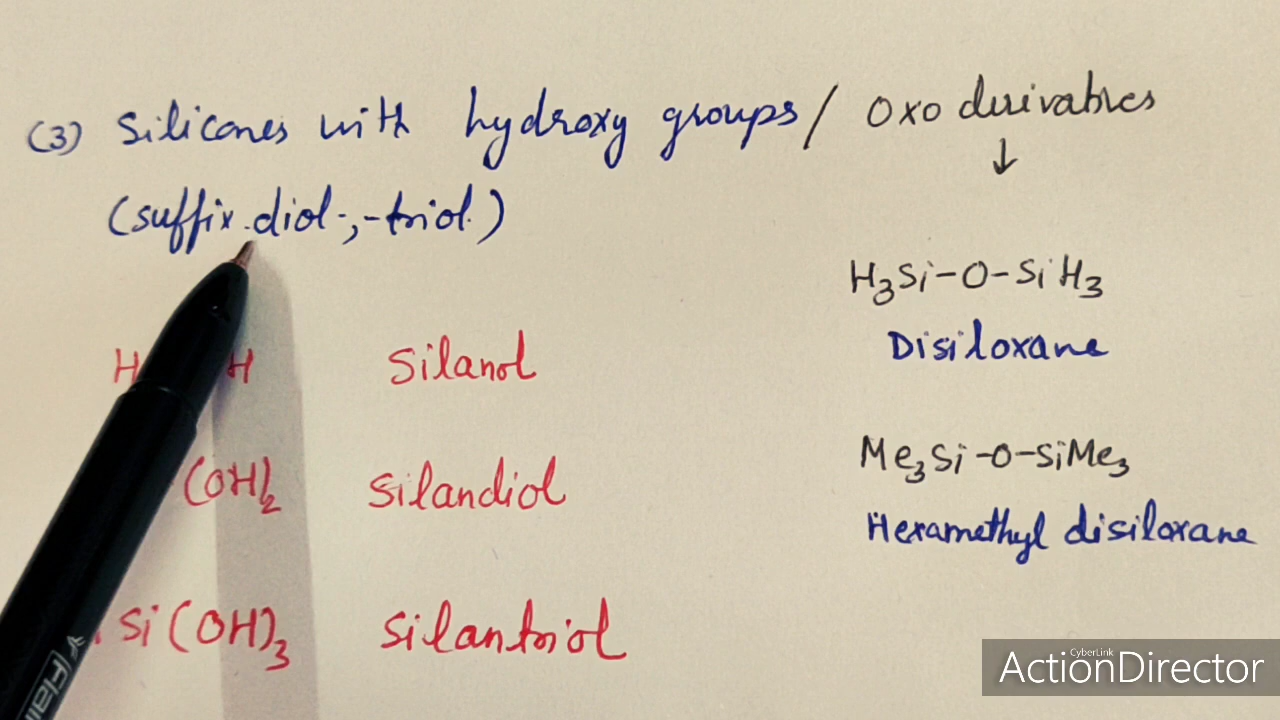 (3) Silicones with hydroxy groups / Oxo derivatives
↓
(suffix -diol-, -triol.)
H3Si-O-SiH3
Disiloxane
H H Silanol
(OH)2 Silandiol
Me3Si-O-SiMe3
Hexamethyl disiloxane
Si(OH)3 Silantriol
Flair
CyberLink
ActionDirector